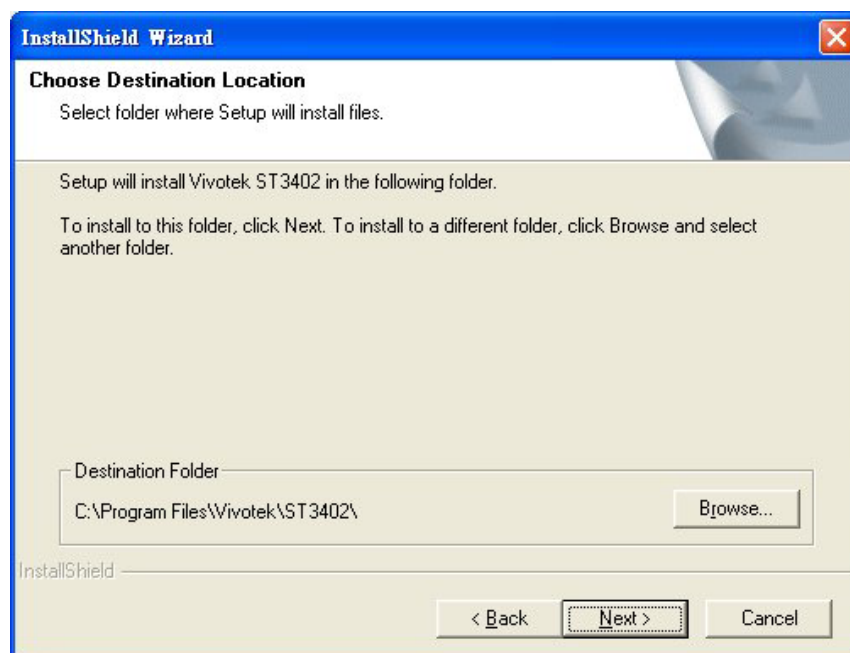 InstallShield Wizard
Choose Destination Location
Select folder where Setup will install files.
Setup will install Vivotek ST3402 in the following folder.
To install to this folder, click Next. To install to a different folder, click Browse and select
another folder.
Destination Folder
C:\Program Files\Vivotek\ST3402\
Browse...
InstallShield
< Back
Next >
Cancel